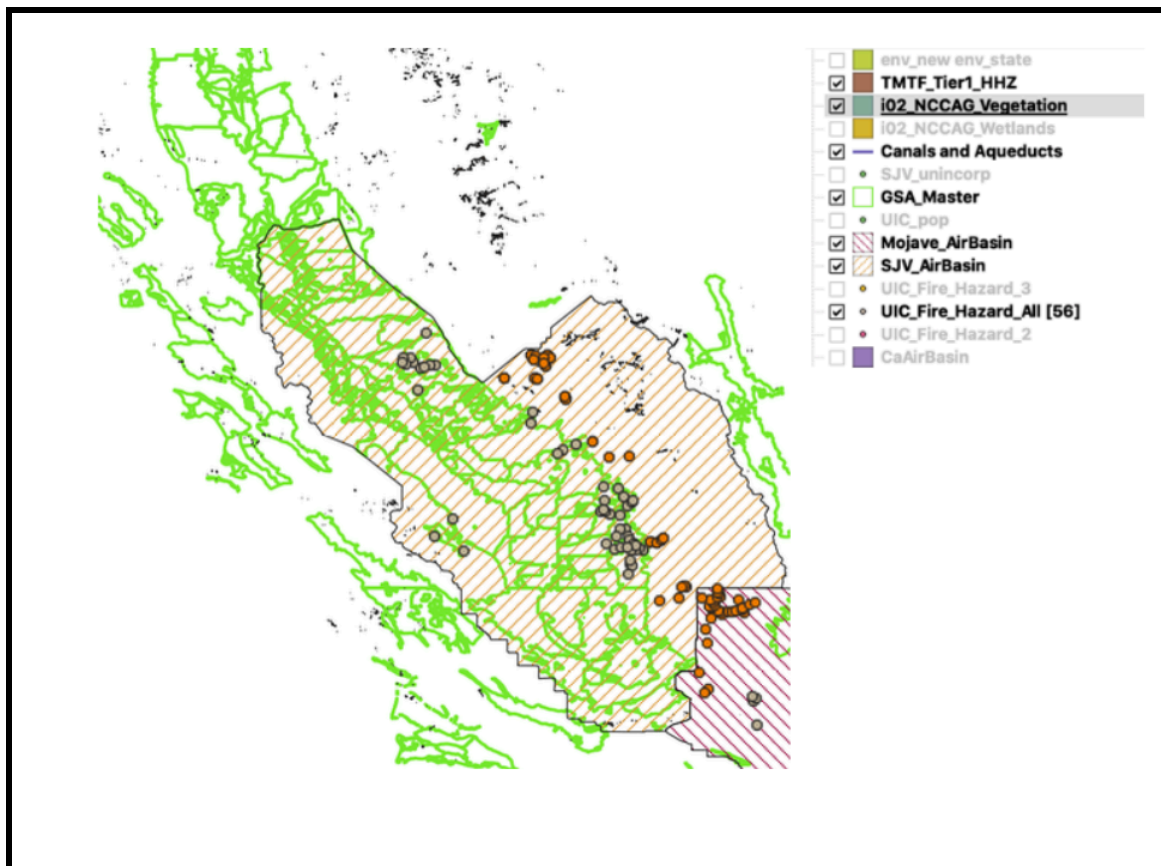 env_new env_state
TMTF_Tier1_HHZ
i02_NCCAG_Vegetation
i02_NCCAG_Wetlands
Canals and Aqueducts
SJV_unincorp
GSA_Master
UIC_pop
Mojave_AirBasin
SJV_AirBasin
UIC_Fire_Hazard_3
UIC_Fire_Hazard_All [56]
UIC_Fire_Hazard_2
CaAirBasin